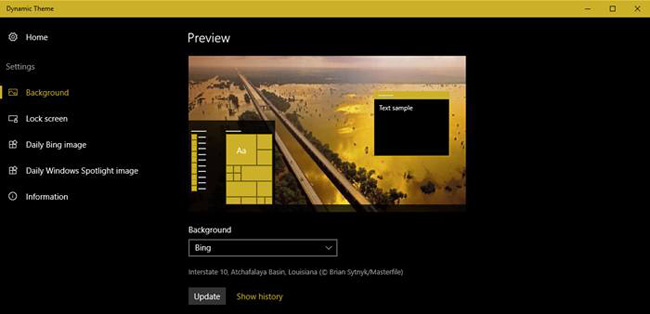 Dynamic Theme
Home
Settings
Background
Lock screen
Daily Bing image
Daily Windows Spotlight image
Information
Preview
Text sample
Aa
Background
Bing
Interstate 10, Atchafalaya Basin, Louisiana (© Brian Sytnyk/Masterfile)
Update Show history